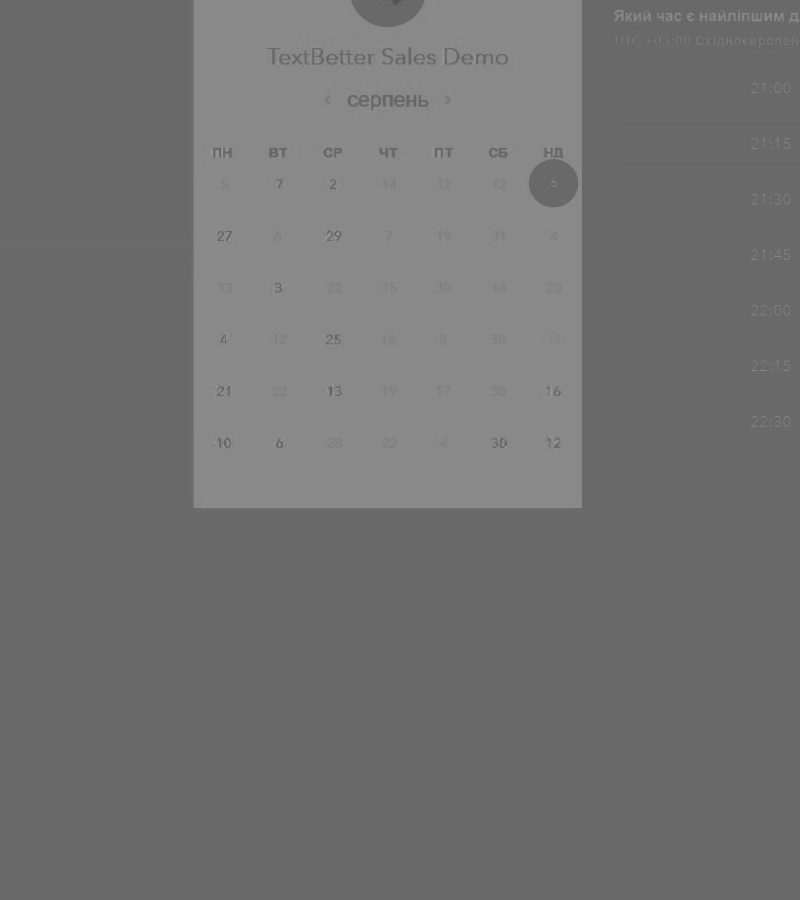 TextBetter Sales Demo
‹ серпень ›
ПН ВТ СР ЧТ ПТ СБ НД
5 7 2 14 12 12 6
27 6 29 7 19 31 4
13 3 22 15 30 14 20
4 12 25 16 8 30 11
21 22 13 19 17 30 16
10 6 28 22 4 30 12
Який час є найліпшим д
UTC +03:00 Східноєвропей
21:00
21:15
21:30
21:45
22:00
22:15
22:30